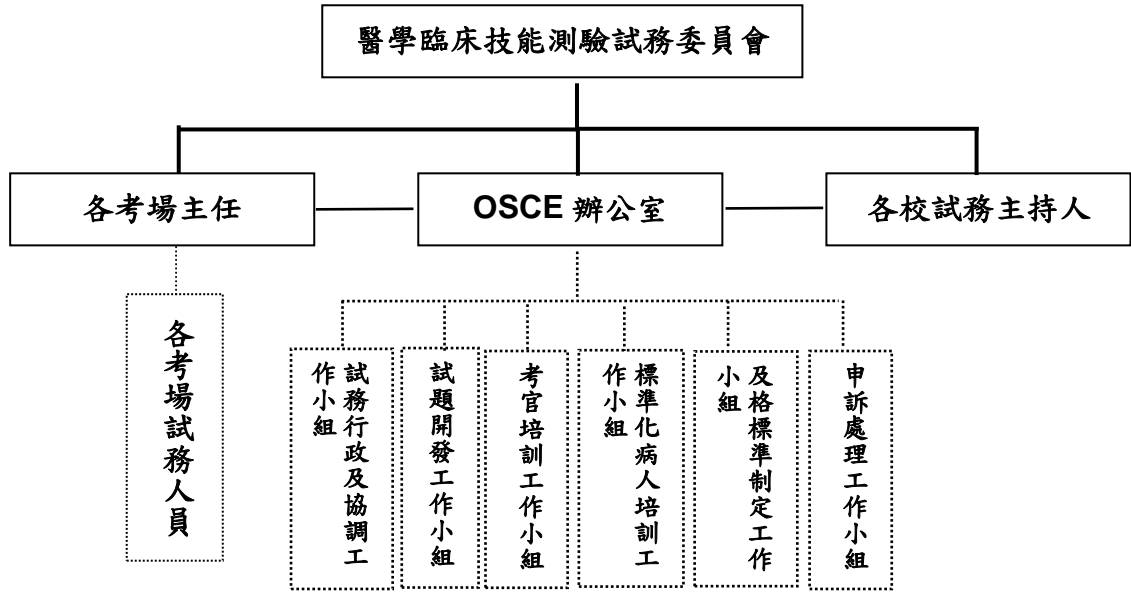 醫學臨床技能測驗試務委員會
各考場主任
OSCE 辦公室
各校試務主持人
各考場試務人員
試務行政及協調工
作小組
試題開發工作小組
考官培訓工作小組
標準化病人培訓工
作小組
及格標準制定工作
小組
申訴處理工作小組